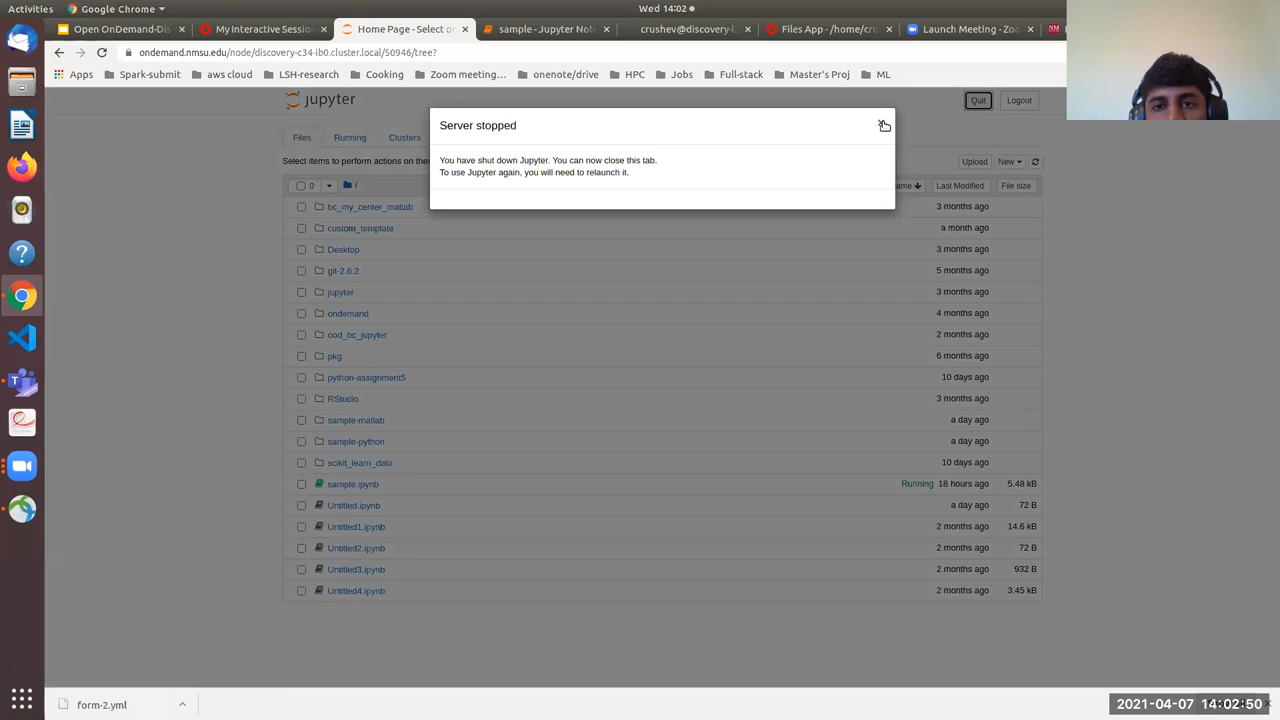 Activities
Google Chrome
Wed 14:02
Open OnDemand-Dis
My Interactive Session
Home Page - Select or
sample - Jupyter Not
crushev@discovery-l
Files App - /home/cru
Launch Meeting - Zoo
ondemand.nmsu.edu/node/discovery-c34-ib0.cluster.local/50946/tree?
Apps
Spark-submit
aws cloud
LSH-research
Cooking
Zoom meeting…
onenote/drive
HPC
Jobs
Full-stack
Master's Proj
ML
jupyter
Quit
Logout
Server stopped
You have shut down Jupyter. You can now close this tab.
To use Jupyter again, you will need to relaunch it.
Files
Running
Clusters
Select items to perform actions on the
Upload
New
0
/
ame
Last Modified
File size
bc_my_center_matlab 3 months ago
custom_template a month ago
Desktop 3 months ago
git-2.6.2 5 months ago
jupyter 3 months ago
ondemand 4 months ago
ood_bc_jupyter 2 months ago
pkg 6 months ago
python-assignment5 10 days ago
RStudio 3 months ago
sample-matlab a day ago
sample-python a day ago
scikit_learn_data 10 days ago
sample.ipynb Running 18 hours ago 5.48 kB
Untitled.ipynb a day ago 72 B
Untitled1.ipynb 2 months ago 14.6 kB
Untitled2.ipynb 2 months ago 72 B
Untitled3.ipynb 2 months ago 932 B
Untitled4.ipynb 2 months ago 3.45 kB
form-2.yml
2021-04-07 14:02:50